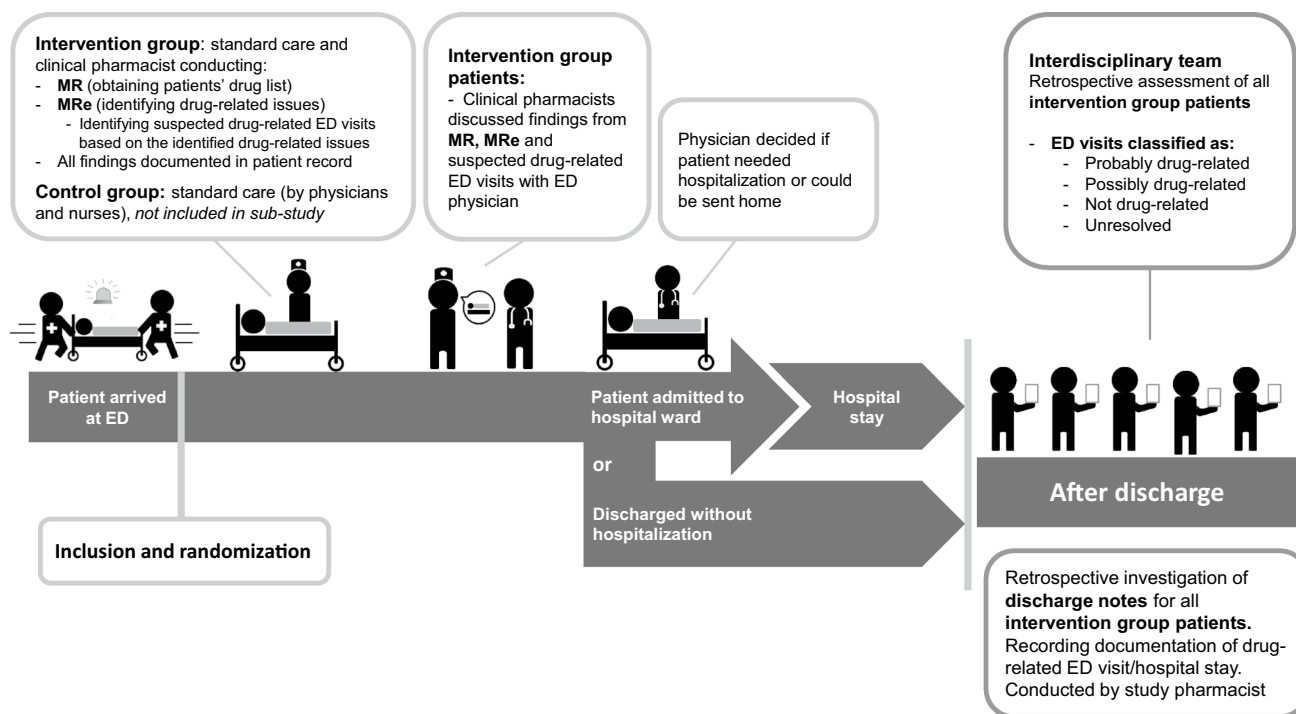 Intervention group: standard care and
clinical pharmacist conducting:
- MR (obtaining patients' drug list)
- MRe (identifying drug-related issues)
- Identifying suspected drug-related ED visits
based on the identified drug-related issues
- All findings documented in patient record
Control group: standard care (by physicians
and nurses), not included in sub-study
Intervention group
patients:
- Clinical pharmacists
discussed findings from
MR, MRe and
suspected drug-related
ED visits with ED
physician
Physician decided if
patient needed
hospitalization or could
be sent home
Interdisciplinary team
Retrospective assessment of all
intervention group patients
- ED visits classified as:
- Probably drug-related
- Possibly drug-related
- Not drug-related
- Unresolved
Patient arrived
at ED
Patient admitted to
hospital ward
Hospital
stay
or
Discharged without
hospitalization
After discharge
Inclusion and randomization
Retrospective investigation of
discharge notes for all
intervention group patients.
Recording documentation of drug-
related ED visit/hospital stay.
Conducted by study pharmacist